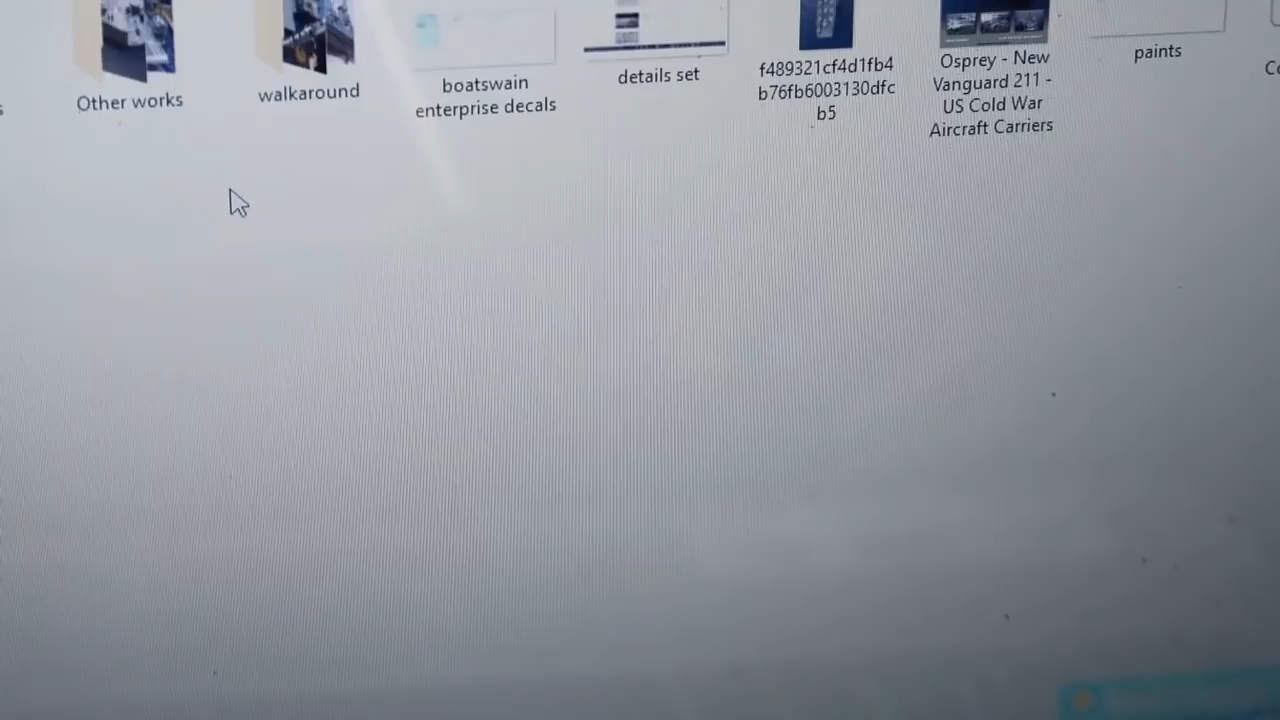 Other works
walkaround
boatswain
enterprise decals
details set
f489321cf4d1fb4
b76fb6003130dfc
b5
Osprey - New
Vanguard 211 -
US Cold War
Aircraft Carriers
paints